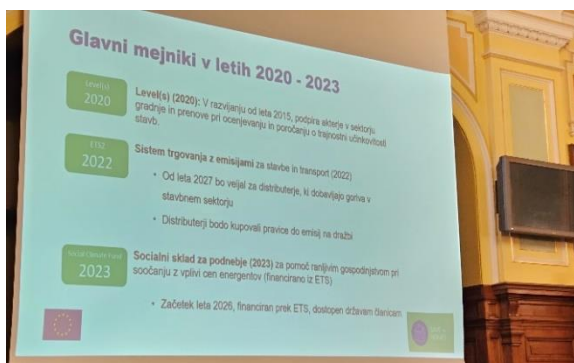 Glavni mejniki v letih 2020 - 2023
Level(s)
2020
Level(s) (2020): V razvijanju od leta 2015, podpira akterje v sektorju
gradnje in prenove pri ocenjevanju in poročanju o trajnostni učinkovitosti
stavb.
ETS2
2022
Sistem trgovanja z emisijami za stavbe in transport (2022)
• Od leta 2027 bo veljal za distributerje, ki dobavljajo goriva v
stavbnem sektorju
• Distributerji bodo kupovali pravice do emisij na dražbi
Social Climate Fund
2023
Socialni sklad za podnebje (2023) za pomoč ranljivim gospodinjstvom pri
soočanju z vplivi cen energentov (financirano iz ETS)
• Začetek leta 2026, financiran prek ETS, dostopen državam članicam